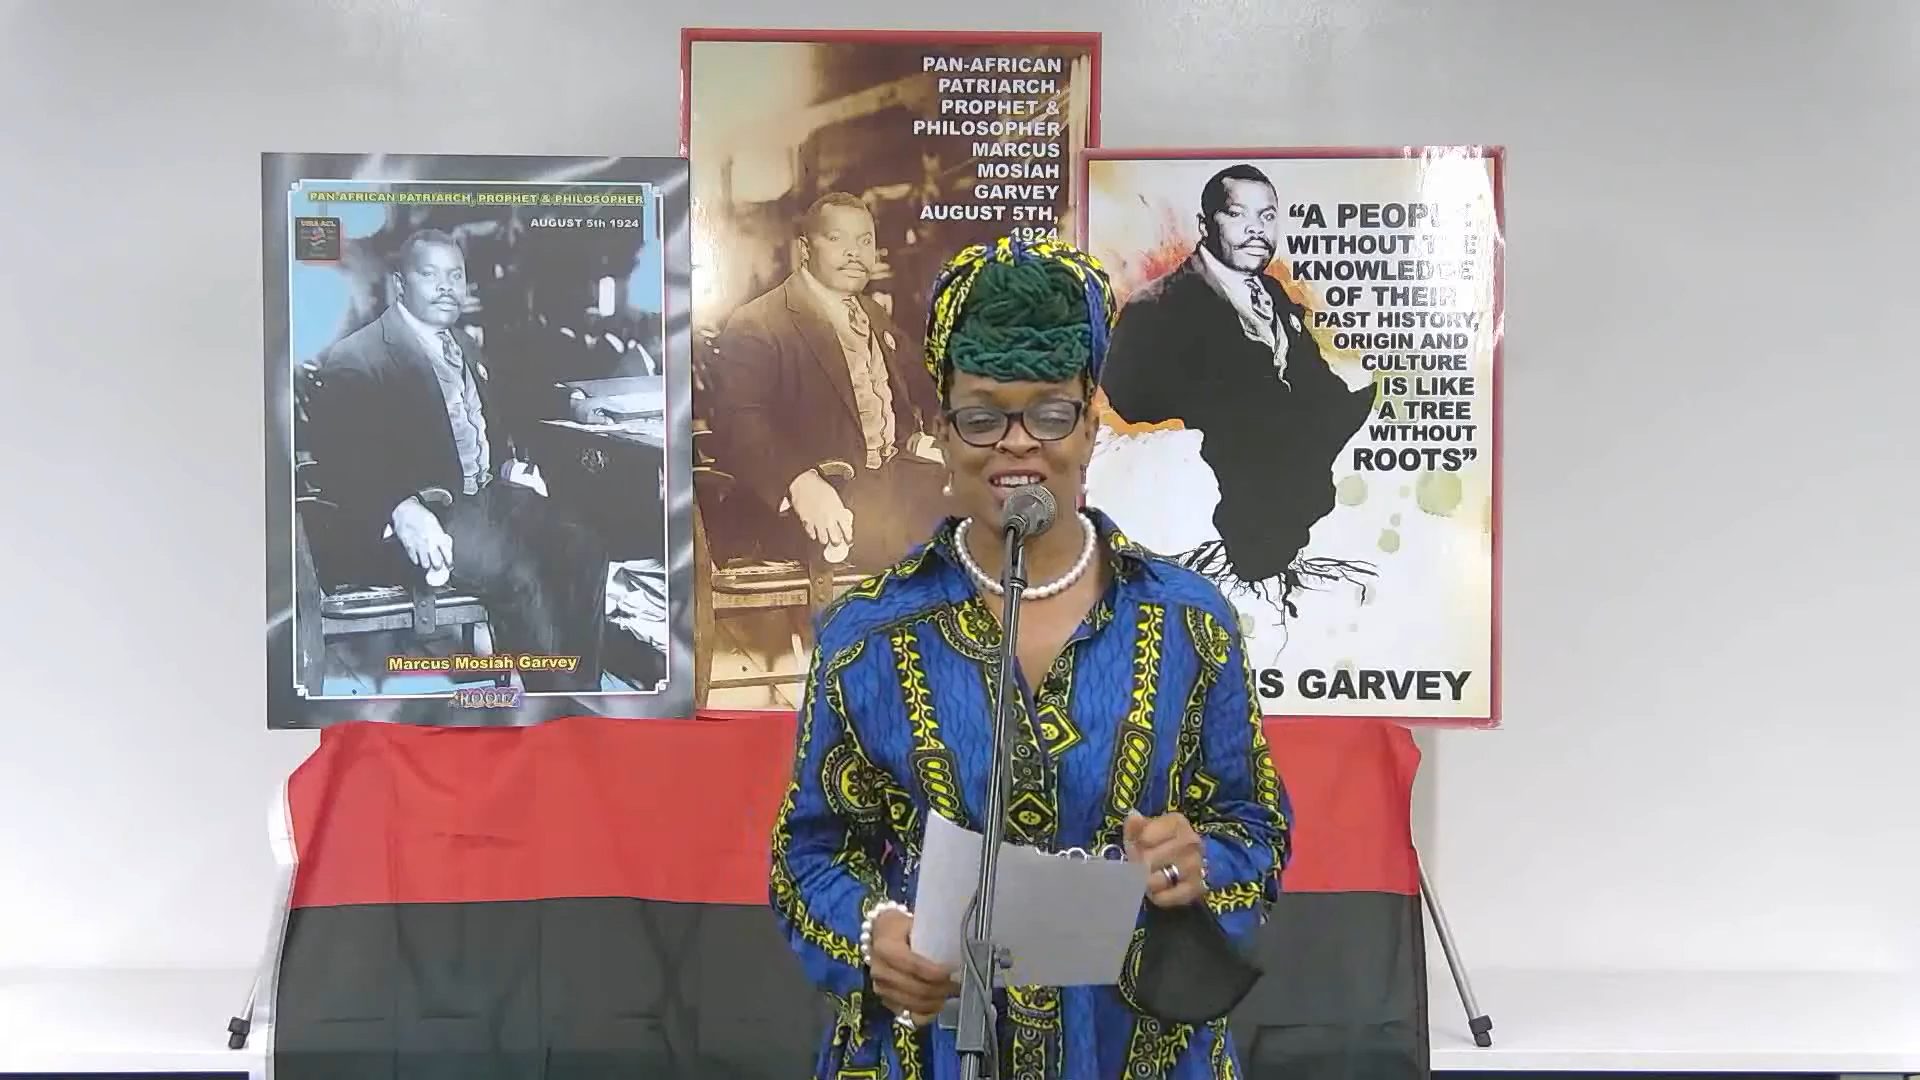 PAN-AFRICAN PATRIARCH, PROPHET & PHILOSOPHER
AUGUST 5th 1924
Marcus Mosiah Garvey
ROOTZ
PAN-AFRICAN
PATRIARCH,
PROPHET &
PHILOSOPHER
MARCUS
MOSIAH
GARVEY
AUGUST 5TH,
1924
“A PEOPLE
WITHOUT THE
KNOWLEDGE
OF THEIR
PAST HISTORY,
ORIGIN AND
CULTURE
IS LIKE
A TREE
WITHOUT
ROOTS”
GARVEY